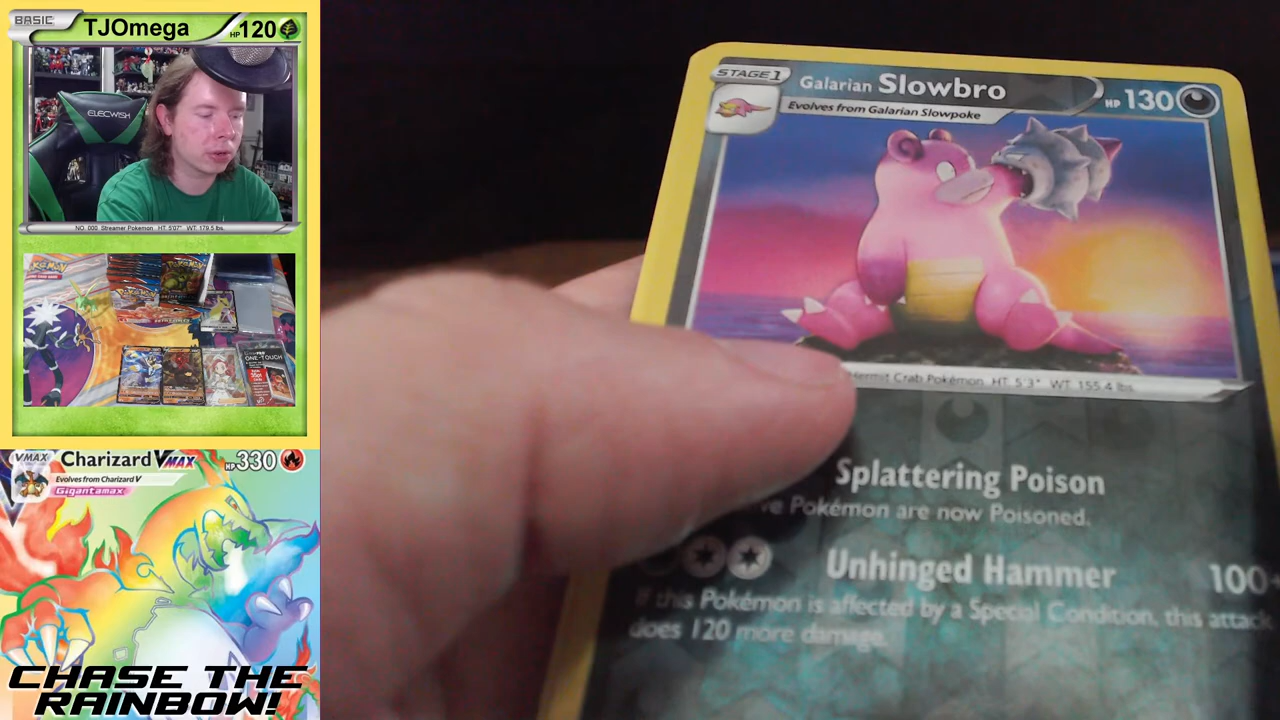 BASIC
TJOmega
HP 120
ELECWISH
NO. 000 Streamer Pokemon HT: 5'07" WT: 179.5 lbs.
ONE-TOUCH
VMAX
Charizard VMAX
HP 330
Evolves from Charizard V
Gigantamax
CHASE THE
RAINBOW!
STAGE 1
Galarian Slowbro
HP 130
Evolves from Galarian Slowpoke
Hermit Crab Pokémon HT: 5'3" WT: 155.4 lbs.
Splattering Poison
Pokémon are now Poisoned.
Unhinged Hammer 100+
If this Pokémon is affected by a Special Condition, this attack
does 120 more damage.